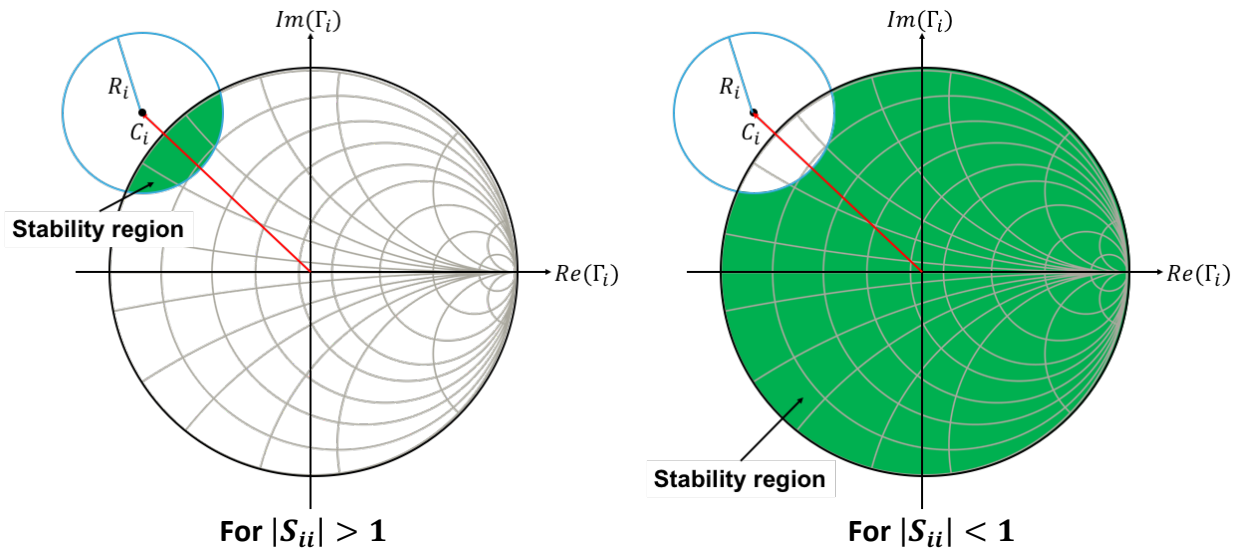 Im(Γᵢ)
Rᵢ
Cᵢ
Stability region
Re(Γᵢ)
For |Sᵢᵢ| > 1
Im(Γᵢ)
Rᵢ
Cᵢ
Re(Γᵢ)
Stability region
For |Sᵢᵢ| < 1